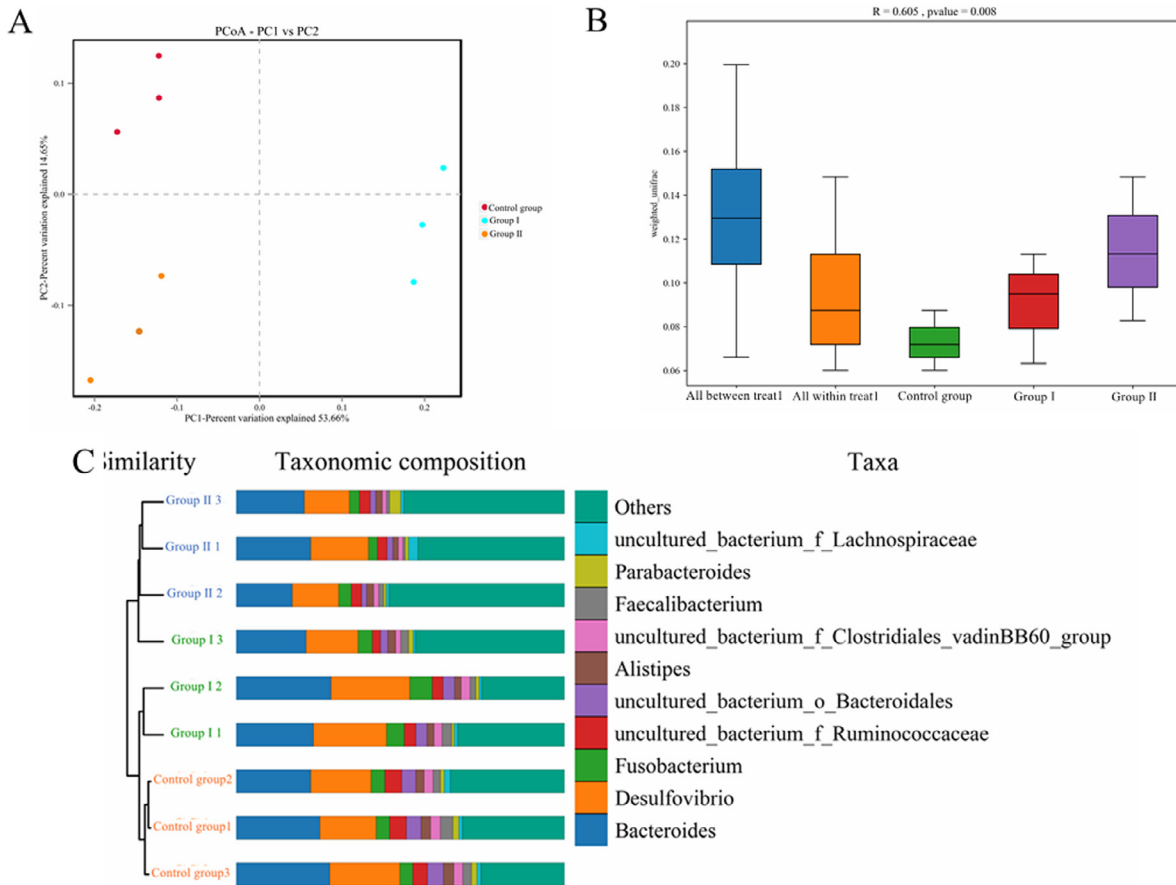 A
PCoA - PC1 vs PC2
PC2-Percent variation explained 14.65%
0.1
0.0
-0.1
-0.2
-0.1
0.0
0.1
0.2
PC1-Percent variation explained 53.66%
Control group
Group I
Group II
B
R = 0.605 , pvalue = 0.008
weighted_unifrac
0.20
0.18
0.16
0.14
0.12
0.10
0.08
0.06
All between treat1
All within treat1
Control group
Group I
Group II
C
Similarity
Taxonomic composition
Taxa
Group II 3
Group II 1
Group II 2
Group I 3
Group I 2
Group I 1
Control group2
Control group1
Control group3
Others
uncultured_bacterium_f_Lachnospiraceae
Parabacteroides
Faecalibacterium
uncultured_bacterium_f_Clostridiales_vadinBB60_group
Alistipes
uncultured_bacterium_o_Bacteroidales
uncultured_bacterium_f_Ruminococcaceae
Fusobacterium
Desulfovibrio
Bacteroides